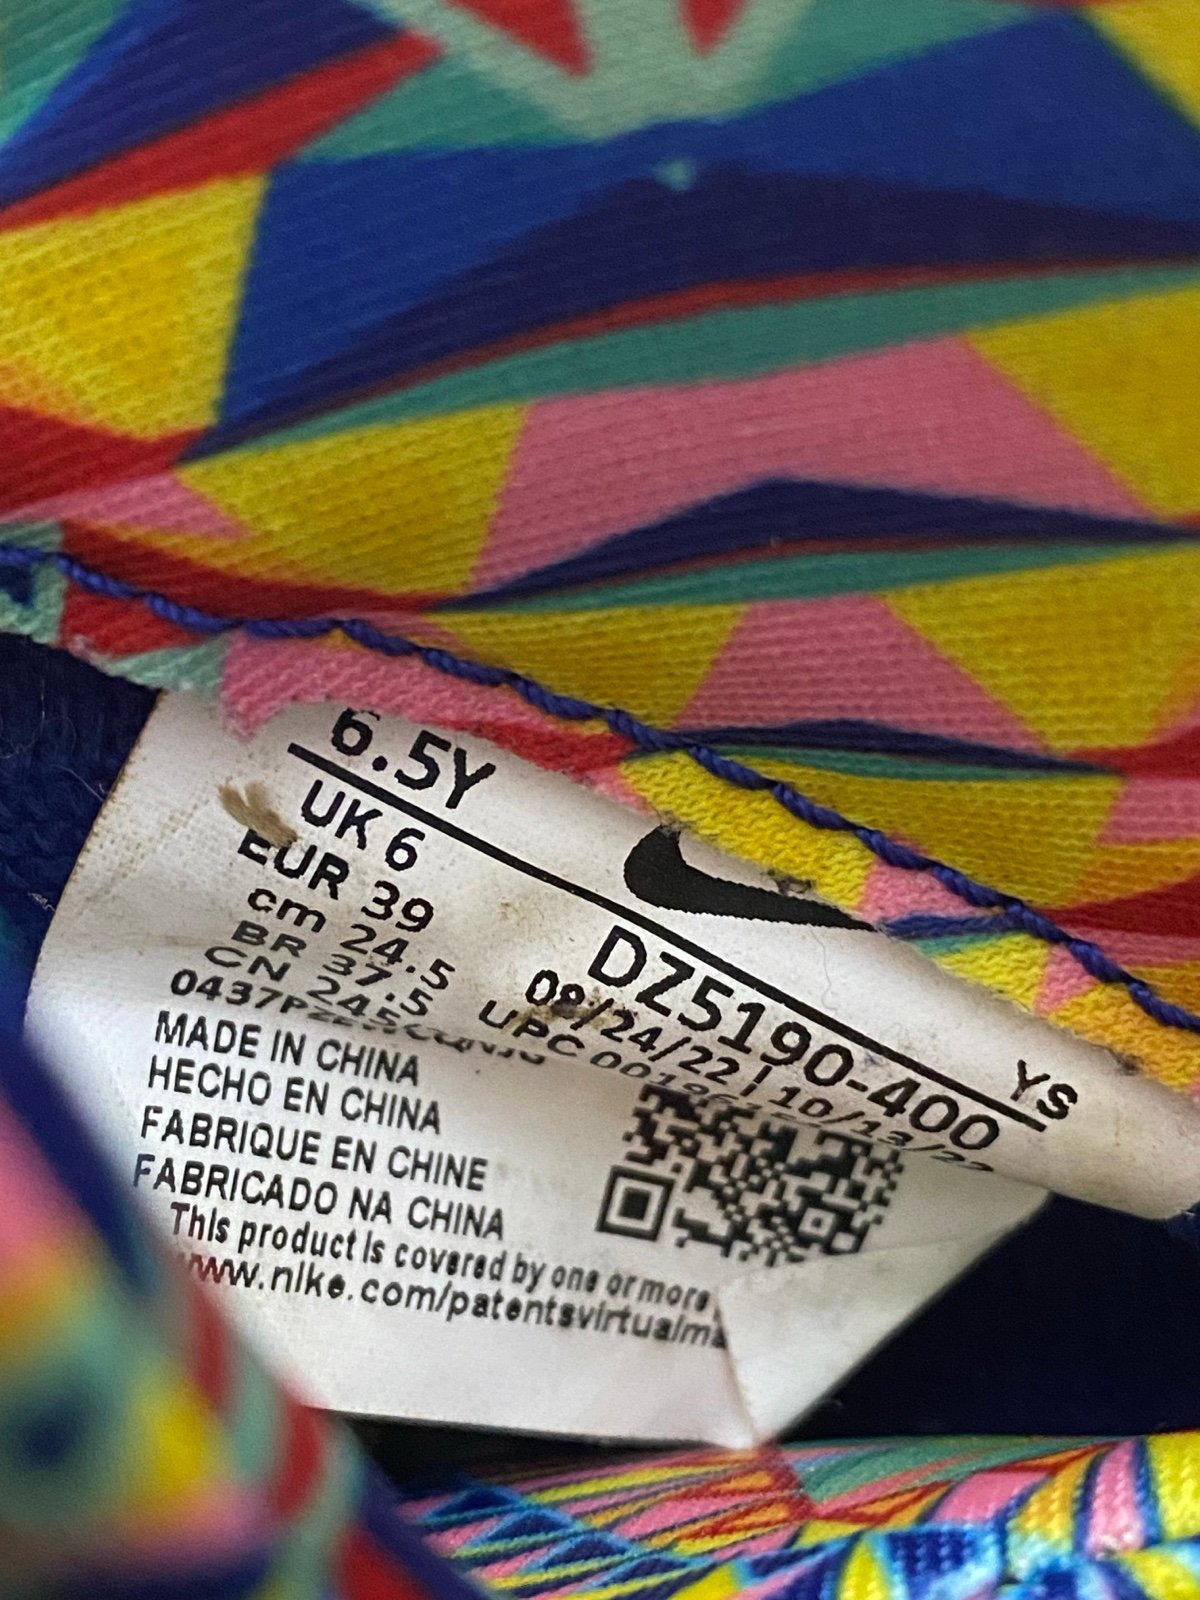 6.5Y
UK 6
EUR 39
cm 24.5
BR 37.5
CN 24.5
DZ5190-400
YS
08/24/22 | 10/13/22
UPC
MADE IN CHINA
HECHO EN CHINA
FABRIQUE EN CHINE
FABRICADO NA CHINA
This product is covered by one or more
www.nike.com/patentsvirtualma